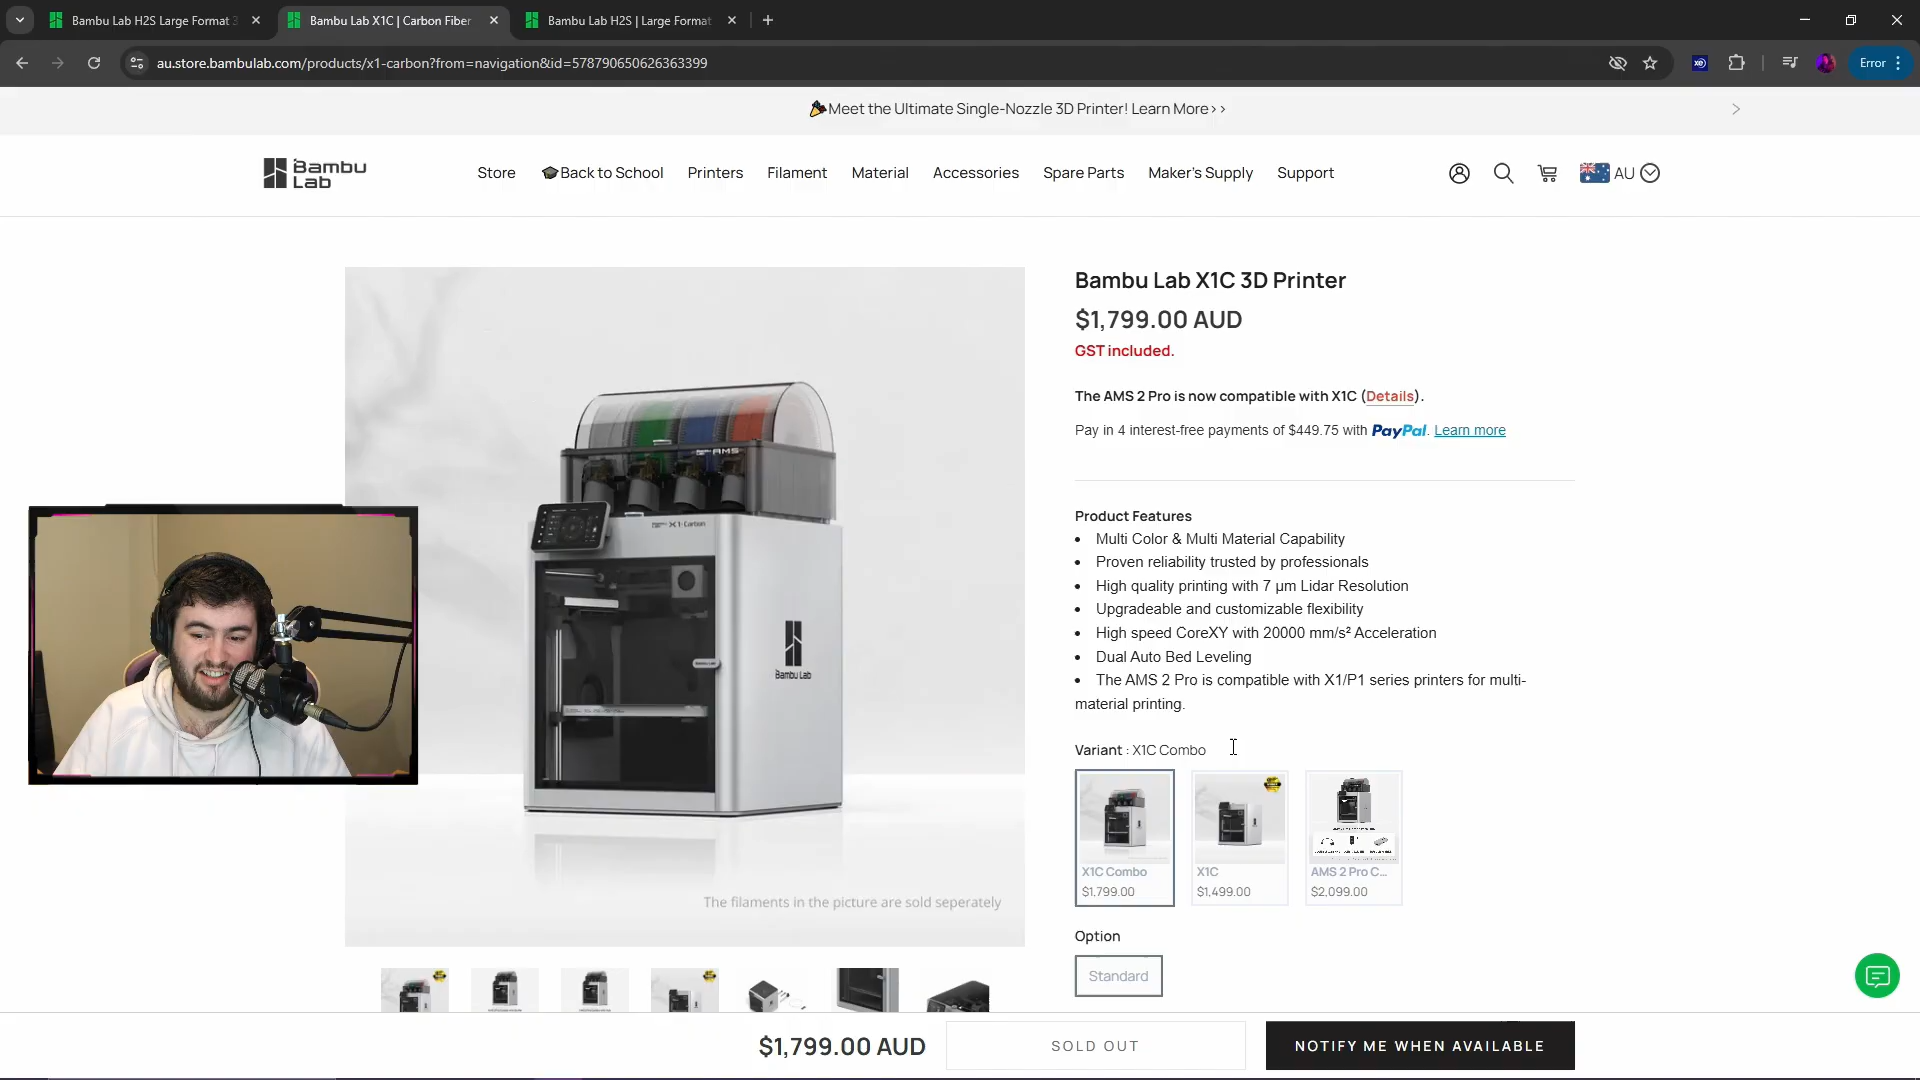 Bambu Lab H2S Large Format 3
Bambu Lab X1C | Carbon Fiber
Bambu Lab H2S | Large Format
au.store.bambulab.com/products/x1-carbon?from=navigation&id=578790650626363399
Error
Meet the Ultimate Single-Nozzle 3D Printer! Learn More>>
Bambu
Lab
Store
Back to School
Printers
Filament
Material
Accessories
Spare Parts
Maker's Supply
Support
AU
AMS
X1-Carbon
Bambu Lab
The filaments in the picture are sold seperately
Bambu Lab X1C 3D Printer
$1,799.00 AUD
GST included.
The AMS 2 Pro is now compatible with X1C (Details).
Pay in 4 interest-free payments of $449.75 with PayPal. Learn more
Product Features
• Multi Color & Multi Material Capability
• Proven reliability trusted by professionals
• High quality printing with 7 μm Lidar Resolution
• Upgradeable and customizable flexibility
• High speed CoreXY with 20000 mm/s² Acceleration
• Dual Auto Bed Leveling
• The AMS 2 Pro is compatible with X1/P1 series printers for multi-
material printing.
Variant : X1C Combo
X1C Combo
$1,799.00
X1C
$1,499.00
AMS 2 Pro C...
$2,099.00
Option
Standard
$1,799.00 AUD
SOLD OUT
NOTIFY ME WHEN AVAILABLE